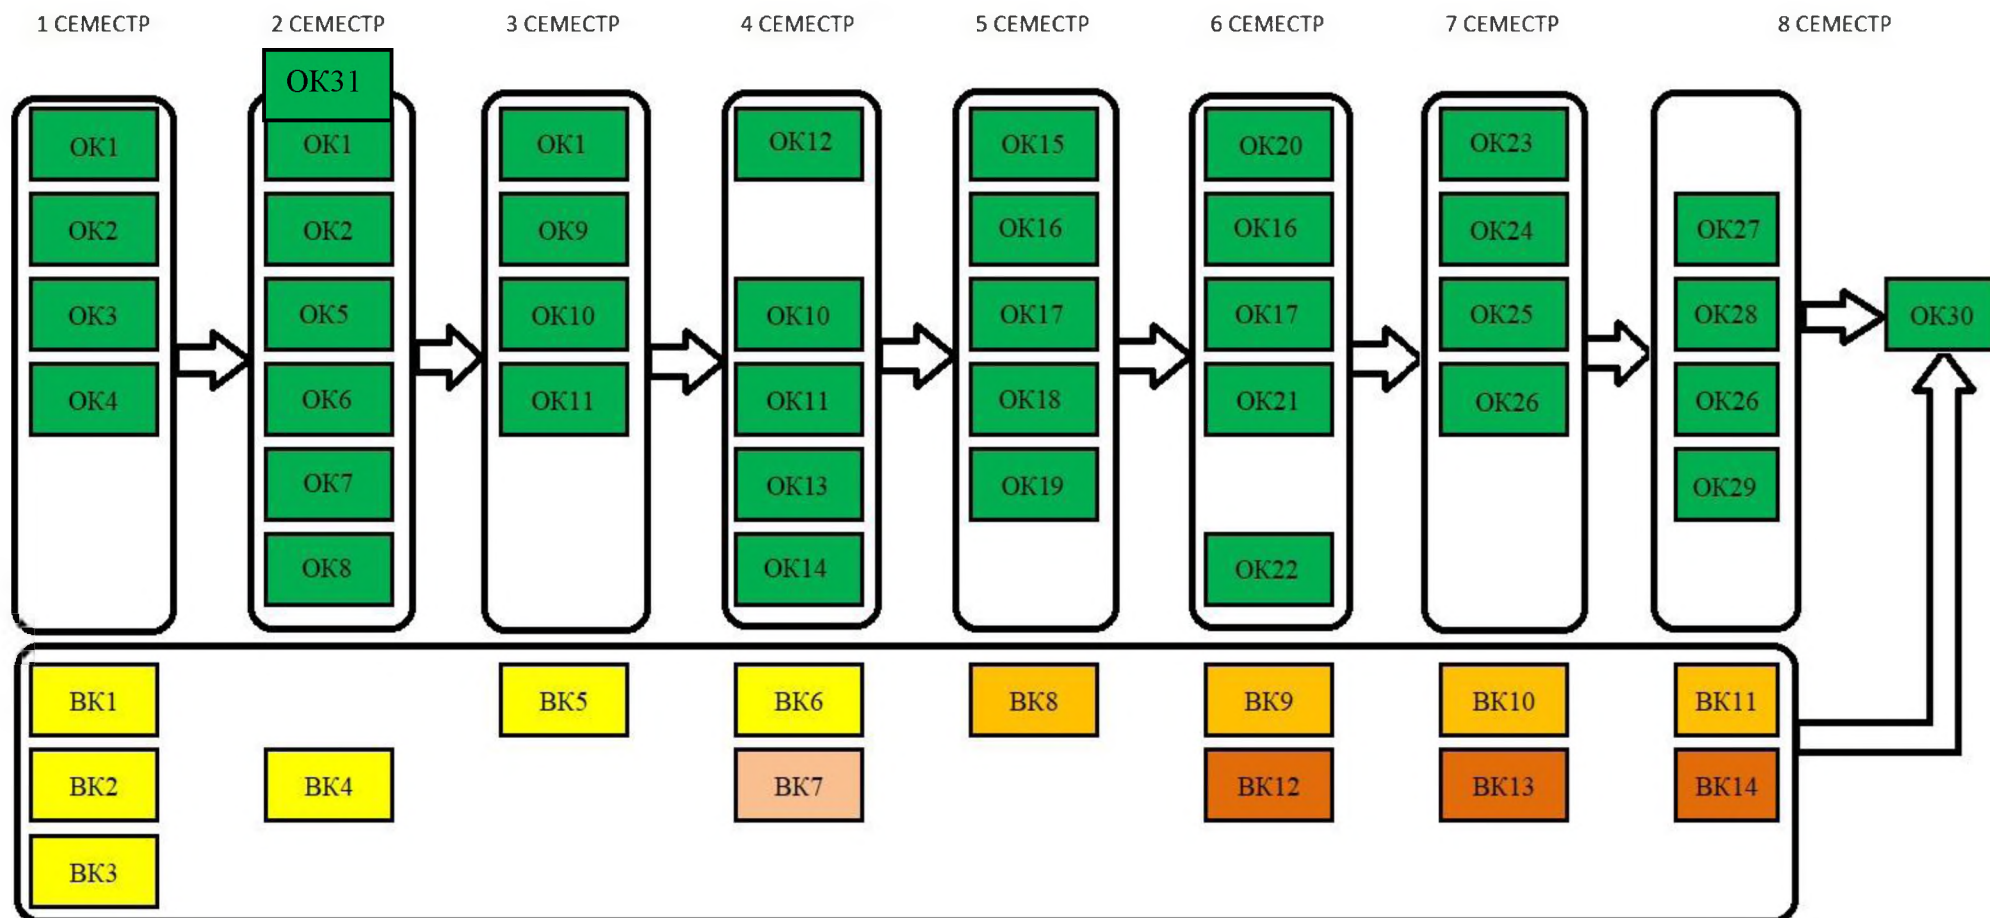 1 СЕМЕСТР 2 СЕМЕСТР 3 СЕМЕСТР 4 СЕМЕСТР 5 СЕМЕСТР 6 СЕМЕСТР 7 СЕМЕСТР 8 СЕМЕСТР
ОК31
ОК1 ОК1 ОК1 ОК12 ОК15 ОК20 ОК23
ОК2 ОК2 ОК9 ОК16 ОК16 ОК24 ОК27
ОК3 ОК5 ОК10 ОК10 ОК17 ОК17 ОК25 ОК28 ОК30
ОК4 ОК6 ОК11 ОК11 ОК18 ОК21 ОК26 ОК26
ОК7 ОК13 ОК19 ОК29
ОК8 ОК14 ОК22
ВК1 ВК5 ВК6 ВК8 ВК9 ВК10 ВК11
ВК2 ВК4 ВК7 ВК12 ВК13 ВК14
ВК3